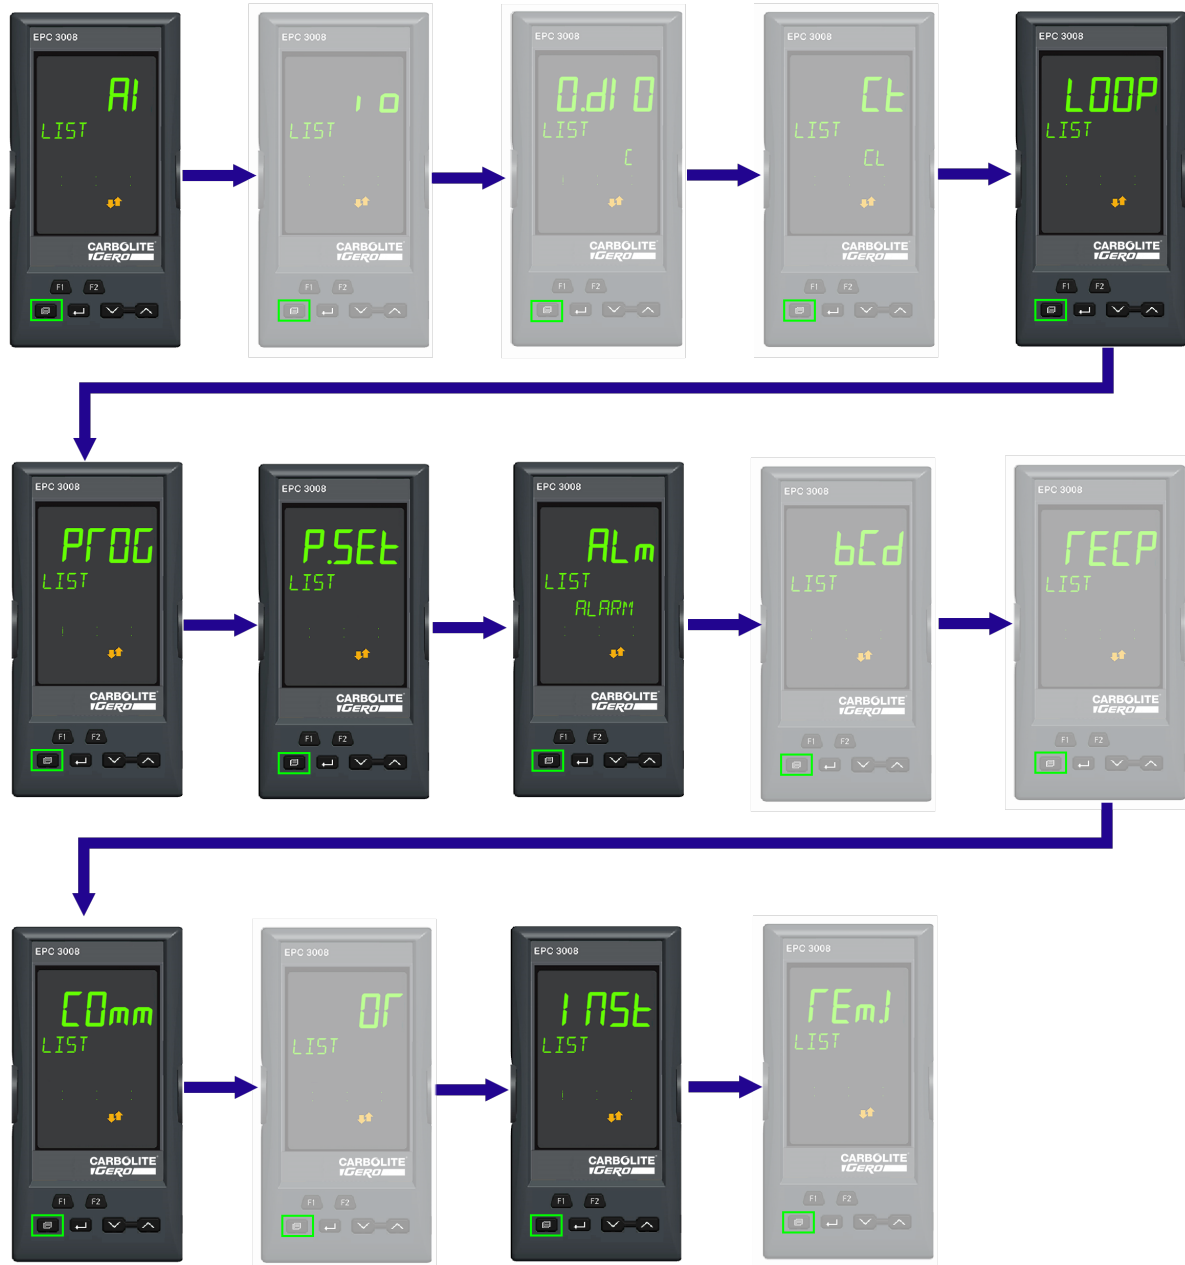 EPC 3008
AI
LIST
CARBOLITE
GERO
F1 F2
EPC 3008
io
LIST
CARBOLITE
GERO
F1 F2
EPC 3008
O.dI O
LIST
C
CARBOLITE
GERO
F1 F2
EPC 3008
Ct
LIST
CL
CARBOLITE
GERO
F1 F2
EPC 3008
LOOP
LIST
CARBOLITE
GERO
F1 F2
EPC 3008
PrOG
LIST
CARBOLITE
GERO
F1 F2
EPC 3008
P.SEt
LIST
CARBOLITE
GERO
F1 F2
EPC 3008
ALm
LIST
ALARM
CARBOLITE
GERO
F1 F2
EPC 3008
bCd
LIST
CARBOLITE
GERO
F1 F2
EPC 3008
rECP
LIST
CARBOLITE
GERO
F1 F2
EPC 3008
COmm
LIST
CARBOLITE
GERO
F1 F2
EPC 3008
Or
LIST
CARBOLITE
GERO
F1 F2
EPC 3008
InSt
LIST
CARBOLITE
GERO
F1 F2
EPC 3008
rEm.I
LIST
CARBOLITE
GERO
F1 F2